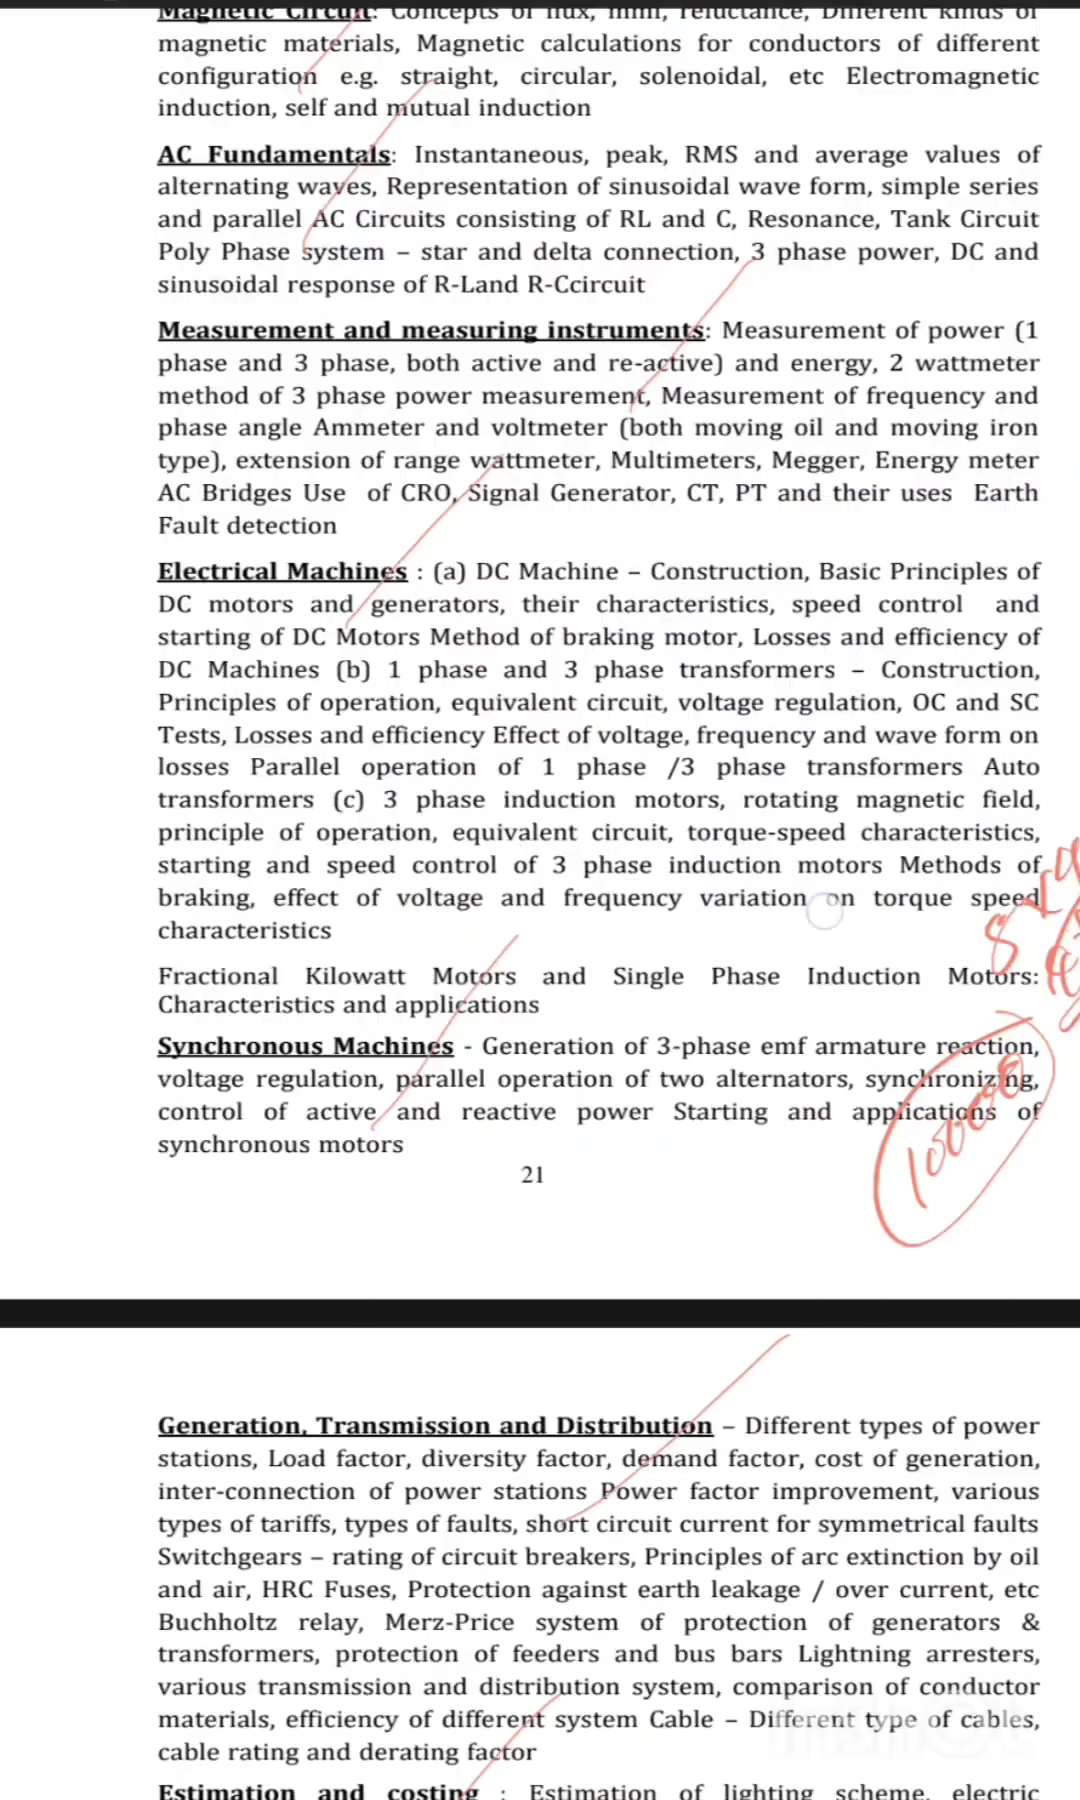 Magnetic Circuit: Concepts of flux, mmf, reluctance, Different kinds of
magnetic materials, Magnetic calculations for conductors of different
configuration e.g. straight, circular, solenoidal, etc Electromagnetic
induction, self and mutual induction
AC Fundamentals: Instantaneous, peak, RMS and average values of
alternating waves, Representation of sinusoidal wave form, simple series
and parallel AC Circuits consisting of RL and C, Resonance, Tank Circuit
Poly Phase system – star and delta connection, 3 phase power, DC and
sinusoidal response of R-Land R-Ccircuit
Measurement and measuring instruments: Measurement of power (1
phase and 3 phase, both active and re-active) and energy, 2 wattmeter
method of 3 phase power measurement, Measurement of frequency and
phase angle Ammeter and voltmeter (both moving oil and moving iron
type), extension of range wattmeter, Multimeters, Megger, Energy meter
AC Bridges Use of CRO, Signal Generator, CT, PT and their uses Earth
Fault detection
Electrical Machines : (a) DC Machine – Construction, Basic Principles of
DC motors and generators, their characteristics, speed control and
starting of DC Motors Method of braking motor, Losses and efficiency of
DC Machines (b) 1 phase and 3 phase transformers – Construction,
Principles of operation, equivalent circuit, voltage regulation, OC and SC
Tests, Losses and efficiency Effect of voltage, frequency and wave form on
losses Parallel operation of 1 phase /3 phase transformers Auto
transformers (c) 3 phase induction motors, rotating magnetic field,
principle of operation, equivalent circuit, torque-speed characteristics,
starting and speed control of 3 phase induction motors Methods of
braking, effect of voltage and frequency variation on torque speed
characteristics
Fractional Kilowatt Motors and Single Phase Induction Motors:
Characteristics and applications
Synchronous Machines - Generation of 3-phase emf armature reaction,
voltage regulation, parallel operation of two alternators, synchronizing,
control of active and reactive power Starting and applications of
synchronous motors
21
Generation, Transmission and Distribution – Different types of power
stations, Load factor, diversity factor, demand factor, cost of generation,
inter-connection of power stations Power factor improvement, various
types of tariffs, types of faults, short circuit current for symmetrical faults
Switchgears – rating of circuit breakers, Principles of arc extinction by oil
and air, HRC Fuses, Protection against earth leakage / over current, etc
Buchholtz relay, Merz-Price system of protection of generators &
transformers, protection of feeders and bus bars Lightning arresters,
various transmission and distribution system, comparison of conductor
materials, efficiency of different system Cable – Different type of cables,
cable rating and derating factor
Estimation and costing : Estimation of lighting scheme, electric